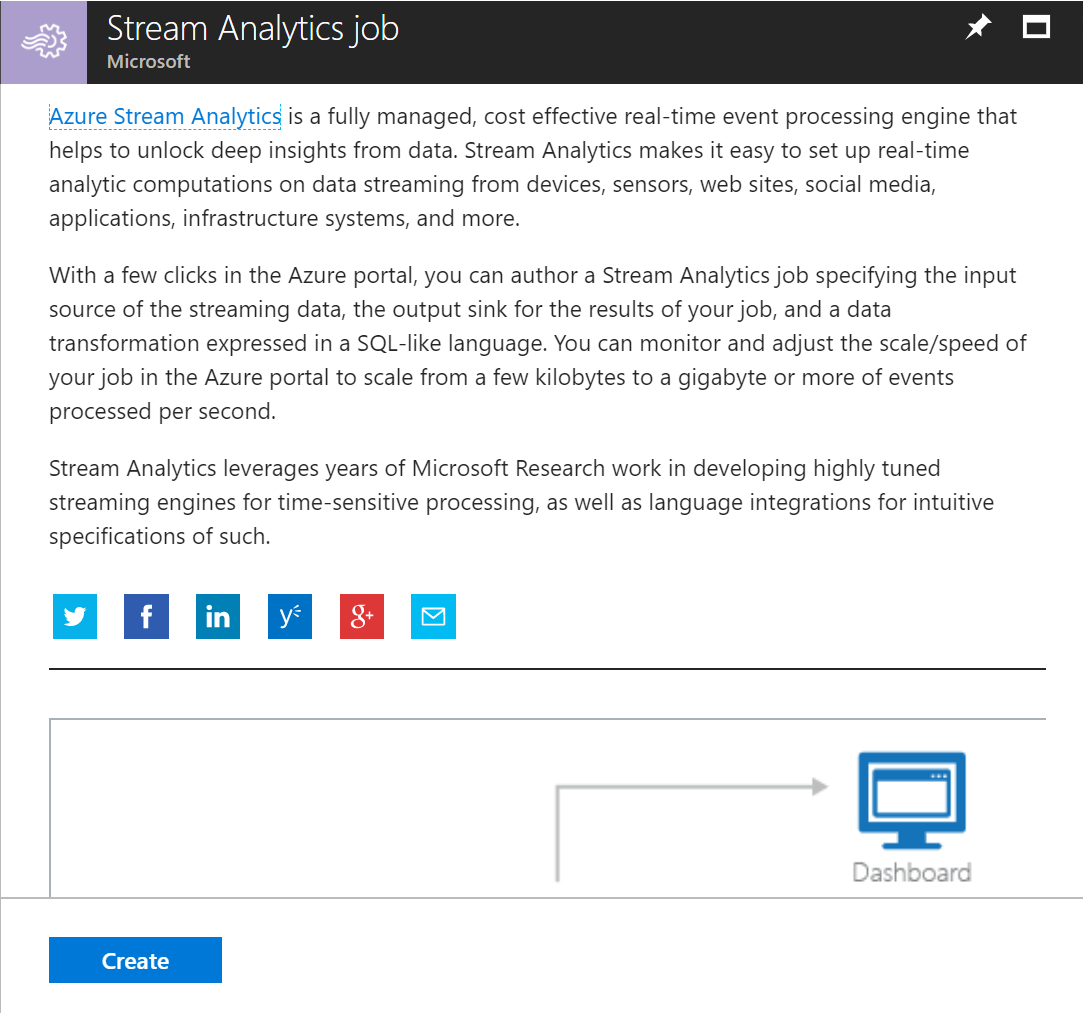 Stream Analytics job
Microsoft
Azure Stream Analytics is a fully managed, cost effective real-time event processing engine that
helps to unlock deep insights from data. Stream Analytics makes it easy to set up real-time
analytic computations on data streaming from devices, sensors, web sites, social media,
applications, infrastructure systems, and more.
With a few clicks in the Azure portal, you can author a Stream Analytics job specifying the input
source of the streaming data, the output sink for the results of your job, and a data
transformation expressed in a SQL-like language. You can monitor and adjust the scale/speed of
your job in the Azure portal to scale from a few kilobytes to a gigabyte or more of events
processed per second.
Stream Analytics leverages years of Microsoft Research work in developing highly tuned
streaming engines for time-sensitive processing, as well as language integrations for intuitive
specifications of such.
f in y g+
Dashboard
Create